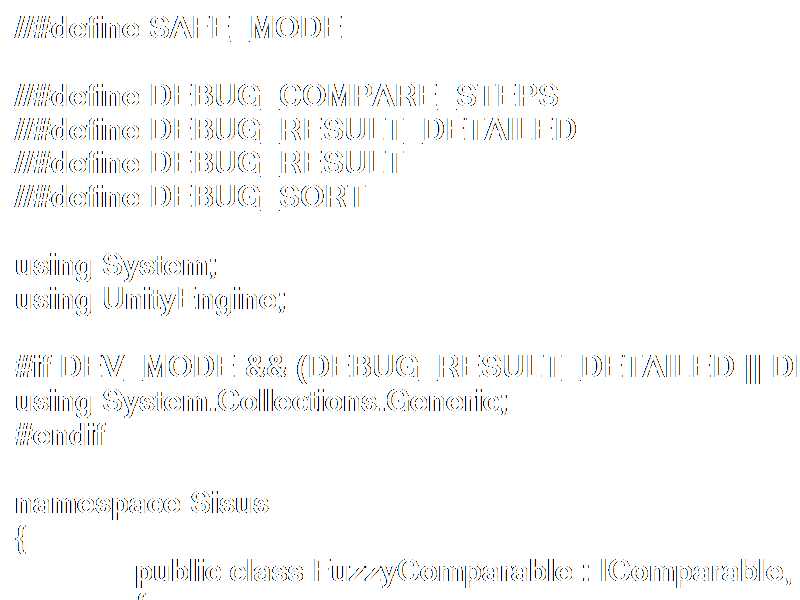 //#define SAFE_MODE
//#define DEBUG_COMPARE_STEPS
//#define DEBUG_RESULT_DETAILED
//#define DEBUG_RESULT
//#define DEBUG_SORT
using System;
using UnityEngine;
#if DEV_MODE && (DEBUG_RESULT_DETAILED || D
using System.Collections.Generic;
#endif
namespace Sisus
{
public class FuzzyComparable : IComparable,
{